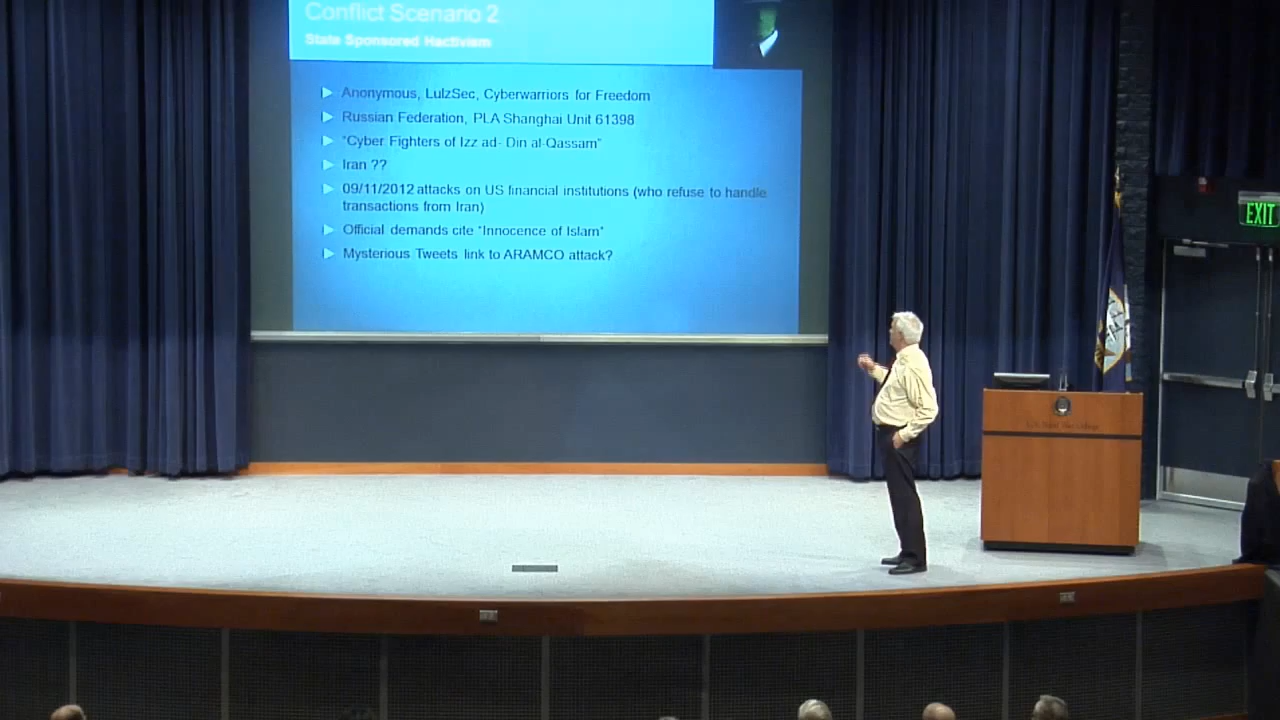 Conflict Scenario 2
State Sponsored Hactivism
Anonymous, LulzSec, Cyberwarriors for Freedom
Russian Federation, PLA Shanghai Unit 61398
"Cyber Fighters of Izz ad- Din al-Qassam"
Iran ??
09/11/2012 attacks on US financial institutions (who refuse to handle
transactions from Iran)
Official demands cite "Innocence of Islam"
Mysterious Tweets link to ARAMCO attack?
EXIT